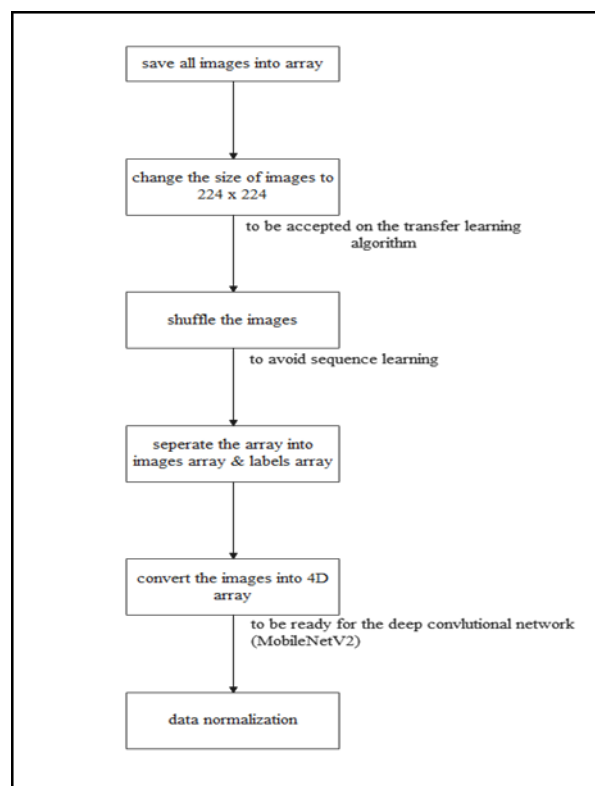 save all images into array
change the size of images to
224 x 224
to be accepted on the transfer learning
algorithm
shuffle the images
to avoid sequence learning
seperate the array into
images array & labels array
convert the images into 4D
array
to be ready for the deep convlutional network
(MobileNetV2)
data normalization